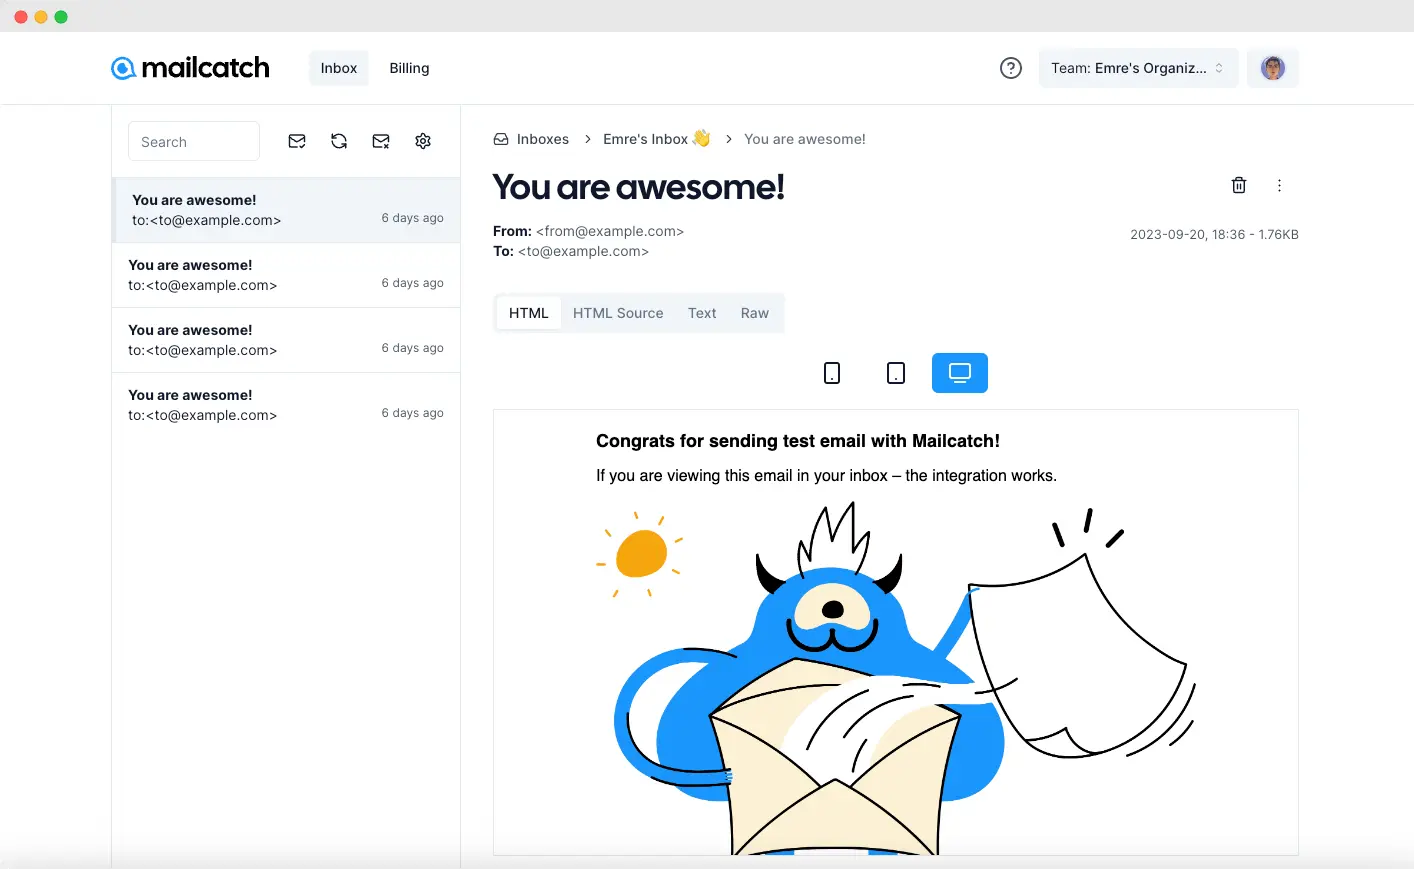 mailcatch
Inbox
Billing
Team: Emre's Organiz...
Search
You are awesome!
to:<to@example.com>
6 days ago
You are awesome!
to:<to@example.com>
6 days ago
You are awesome!
to:<to@example.com>
6 days ago
You are awesome!
to:<to@example.com>
6 days ago
Inboxes > Emre's Inbox 👋 > You are awesome!
You are awesome!
From: <from@example.com>
To: <to@example.com>
2023-09-20, 18:36 - 1.76KB
HTML
HTML Source
Text
Raw
Congrats for sending test email with Mailcatch!
If you are viewing this email in your inbox – the integration works.